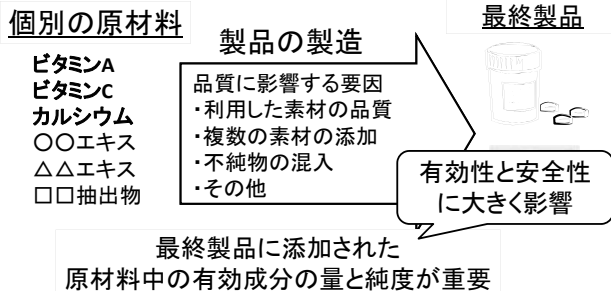 個別の原材料
ビタミンA
ビタミンC
カルシウム
〇〇エキス
△△エキス
□□抽出物
製品の製造
品質に影響する要因
・利用した素材の品質
・複数の素材の添加
・不純物の混入
・その他
最終製品
有効性と安全性
に大きく影響
最終製品に添加された
原材料中の有効成分の量と純度が重要